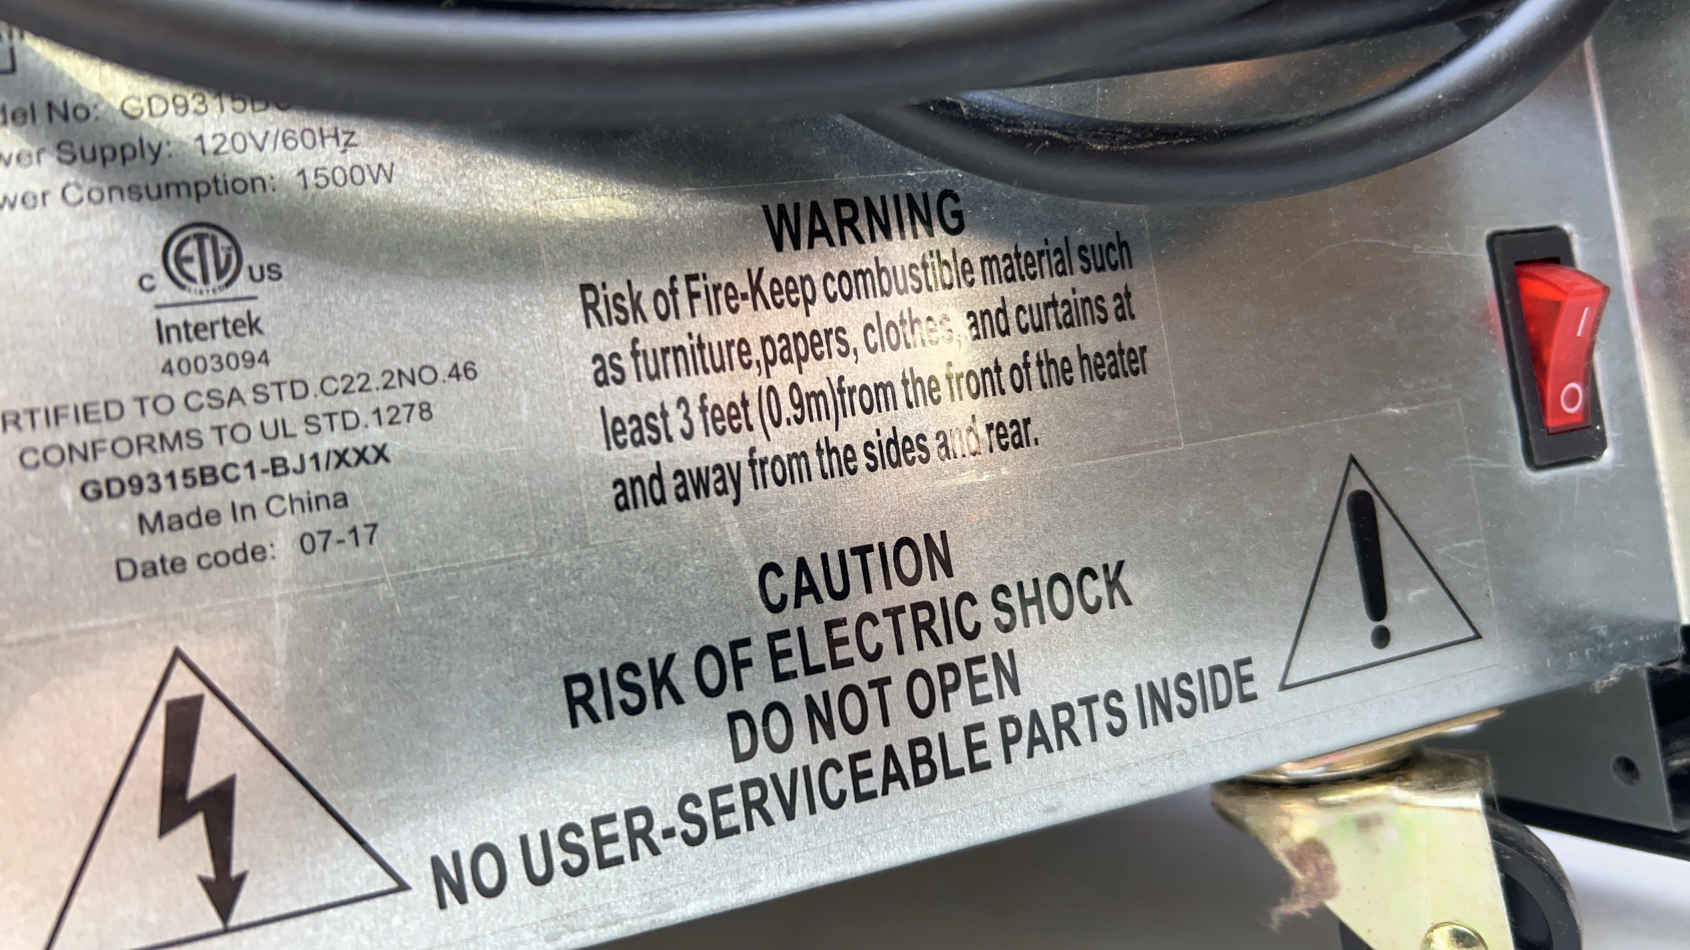 No: GD9315
Supply: 120V/60Hz
Consumption: 1500W
ETL
C US
LISTED
Intertek
4003094
RTIFIED TO CSA STD.C22.2NO.46
CONFORMS TO UL STD.1278
GD9315BC1-BJ1/XXX
Made In China
Date code: 07-17
WARNING
Risk of Fire-Keep combustible material such
as furniture,papers, clothes, and curtains at
least 3 feet (0.9m)from the front of the heater
and away from the sides and rear.
CAUTION
RISK OF ELECTRIC SHOCK
DO NOT OPEN
NO USER-SERVICEABLE PARTS INSIDE
!
I
O